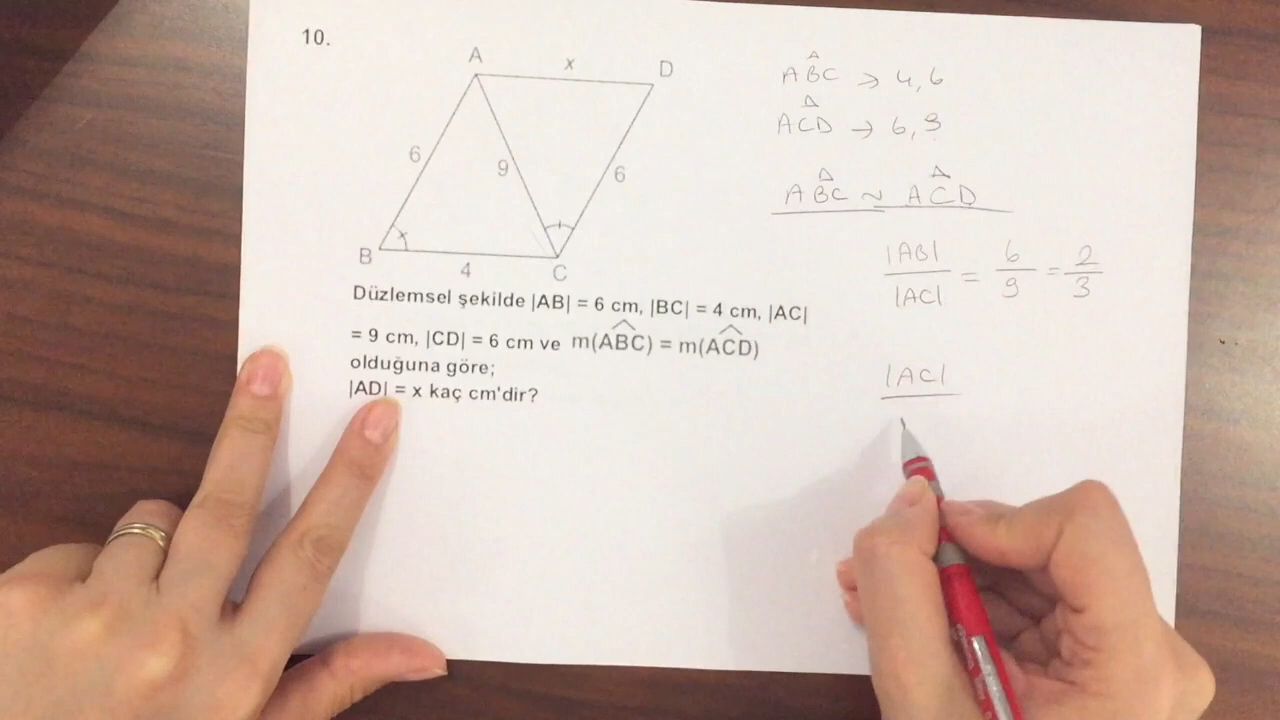 10.
A
x
D
6
9
6
B
4
C
Düzlemsel şekilde |AB| = 6 cm, |BC| = 4 cm, |AC|
= 9 cm, |CD| = 6 cm ve m(ABC) = m(ACD)
olduğuna göre;
|AD| = x kaç cm'dir?
ABC → 4,6
ACD → 6,9
ABC ~ ACD
|AB| / |AC| = 6 / 9 = 2 / 3
|AC|